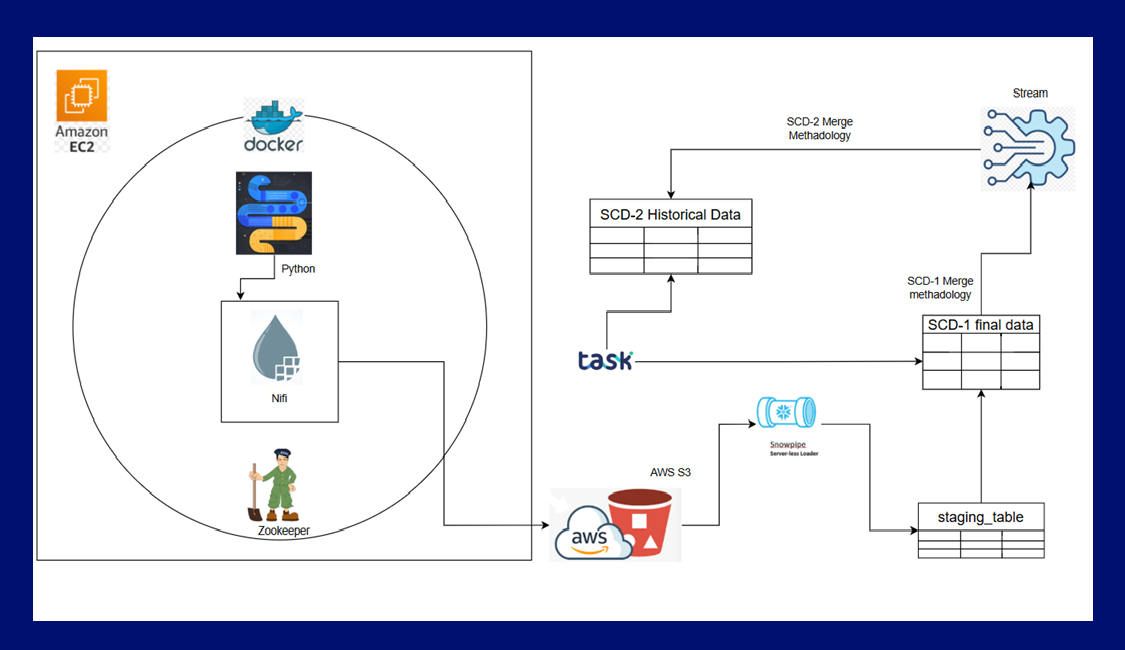 Amazon
EC2
docker
Python
Nifi
Zookeeper
AWS S3
aws
Snowpipe
Server-less Loader
staging_table
SCD-1 final data
SCD-1 Merge
methadology
Stream
SCD-2 Merge
Methadology
SCD-2 Historical Data
task